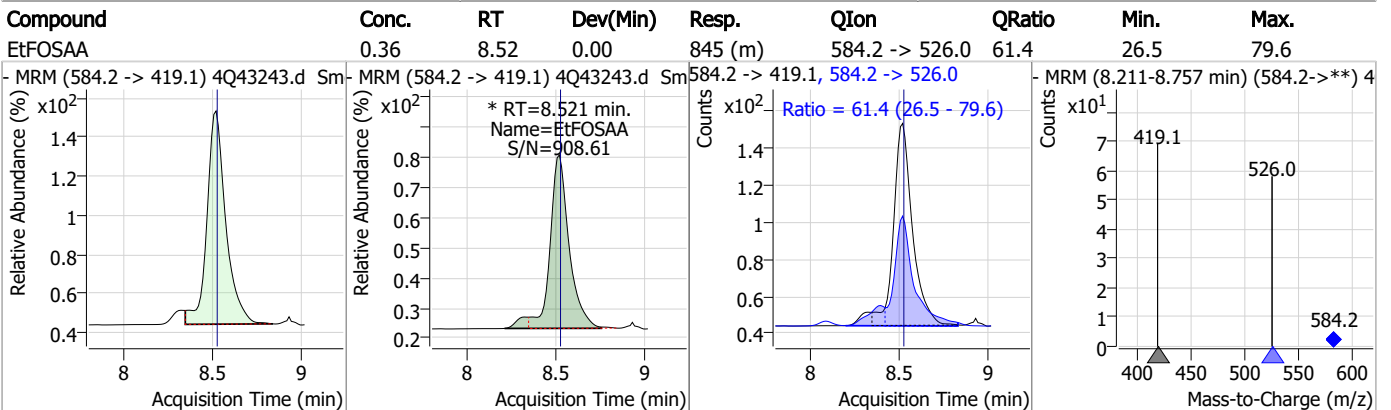 Compound Conc. RT Dev(Min) Resp. QIon QRatio Min. Max.
EtFOSAA 0.36 8.52 0.00 845 (m) 584.2 -> 526.0 61.4 26.5 79.6
- MRM (584.2 -> 419.1) 4Q43243.d Sm
x10²
Relative Abundance (%)
1.4
1.2
1
0.8
0.6
0.4
8 8.5 9
Acquisition Time (min)
- MRM (584.2 -> 419.1) 4Q43243.d Sm
x10²
* RT=8.521 min.
Name=EtFOSAA
S/N=908.61
Relative Abundance (%)
0.8
0.7
0.6
0.5
0.4
0.3
0.2
8 8.5 9
Acquisition Time (min)
584.2 -> 419.1, 584.2 -> 526.0
x10²
Ratio = 61.4 (26.5 - 79.6)
Counts
1.4
1.2
1
0.8
0.6
0.4
8 8.5 9
Acquisition Time (min)
- MRM (8.211-8.757 min) (584.2->**) 4
x10¹
Counts
7
6
5
4
3
2
1
0
419.1
526.0
584.2
400 450 500 550 600
Mass-to-Charge (m/z)